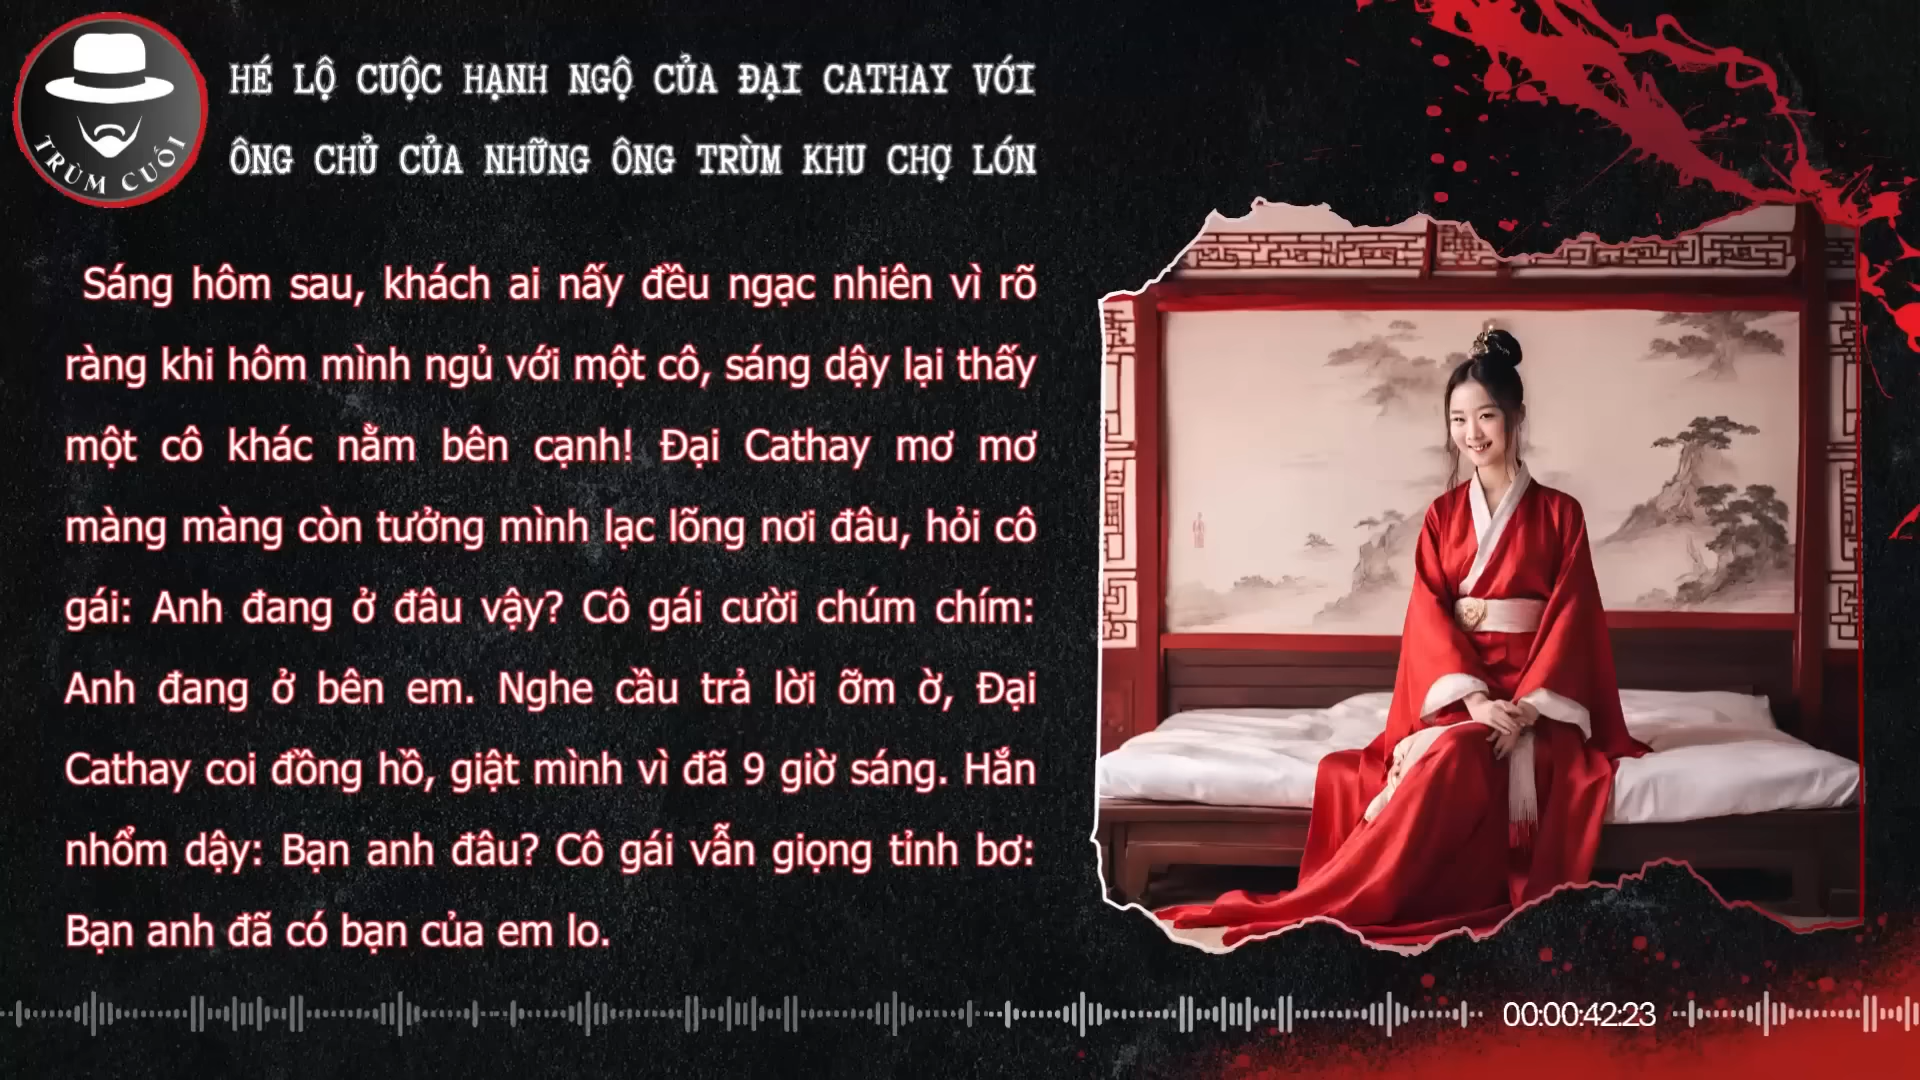 TRÙM CUỐI
HÉ LỘ CUỘC HẠNH NGỘ CỦA ĐẠI CATHAY VỚI
ÔNG CHỦ CỦA NHỮNG ÔNG TRÙM KHU CHỢ LỚN
Sáng hôm sau, khách ai nấy đều ngạc nhiên vì rõ
ràng khi hôm mình ngủ với một cô, sáng dậy lại thấy
một cô khác nằm bên cạnh! Đại Cathay mơ mơ
màng màng còn tưởng mình lạc lõng nơi đâu, hỏi cô
gái: Anh đang ở đâu vậy? Cô gái cười chúm chím:
Anh đang ở bên em. Nghe cầu trả lời ỡm ờ, Đại
Cathay coi đồng hồ, giật mình vì đã 9 giờ sáng. Hắn
nhổm dậy: Bạn anh đâu? Cô gái vẫn giọng tỉnh bơ:
Bạn anh đã có bạn của em lo.
00:00:42:23